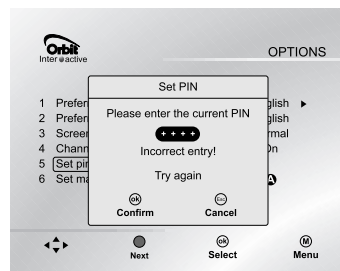 Orbit
Inter active
OPTIONS
Set PIN
Please enter the current PIN
++++
Incorrect entry!
Try again
ok
Confirm
Esc
Cancel
1 Prefer glish
2 Prefer glish
3 Screen rmal
4 Chann On
5 Set pin
6 Set ma A
Next
ok
Select
M
Menu